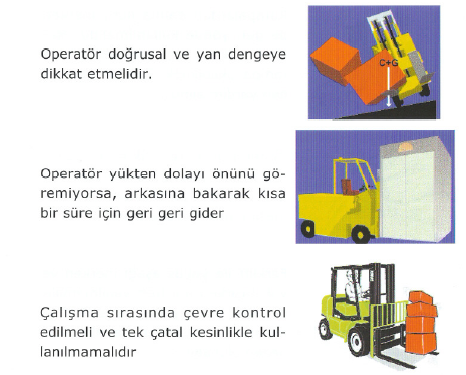 Operatör doğrusal ve yan dengeye
dikkat etmelidir.
C+G
Operatör yükten dolayı önünü gö-
remiyorsa, arkasına bakarak kısa
bir süre için geri geri gider
Çalışma sırasında çevre kontrol
edilmeli ve tek çatal kesinlikle kul-
lanılmamalıdır